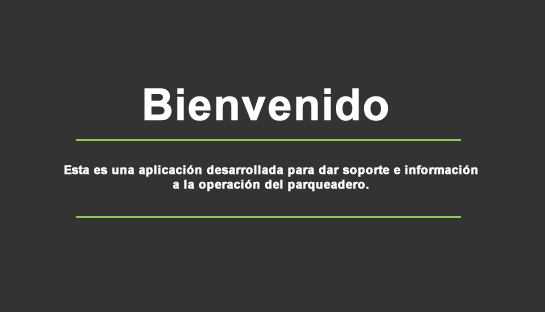 Bienvenido
Esta es una aplicación desarrollada para dar soporte e información
a la operación del parqueadero.